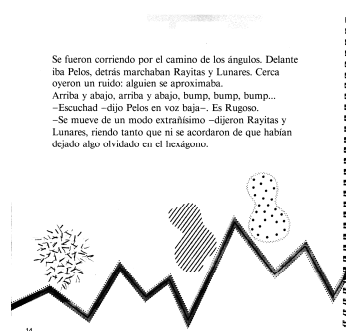 Se fueron corriendo por el camino de los ángulos. Delante
iba Pelos, detrás marchaban Rayitas y Lunares. Cerca
oyeron un ruido: alguien se aproximaba.
Arriba y abajo, arriba y abajo, bump, bump, bump...
–Escuchad –dijo Pelos en voz baja–. Es Rugoso.
–Se mueve de un modo extrañísimo –dijeron Rayitas y
Lunares, riendo tanto que ni se acordaron de que habían
dejado algo olvidado en el hexágono.
14